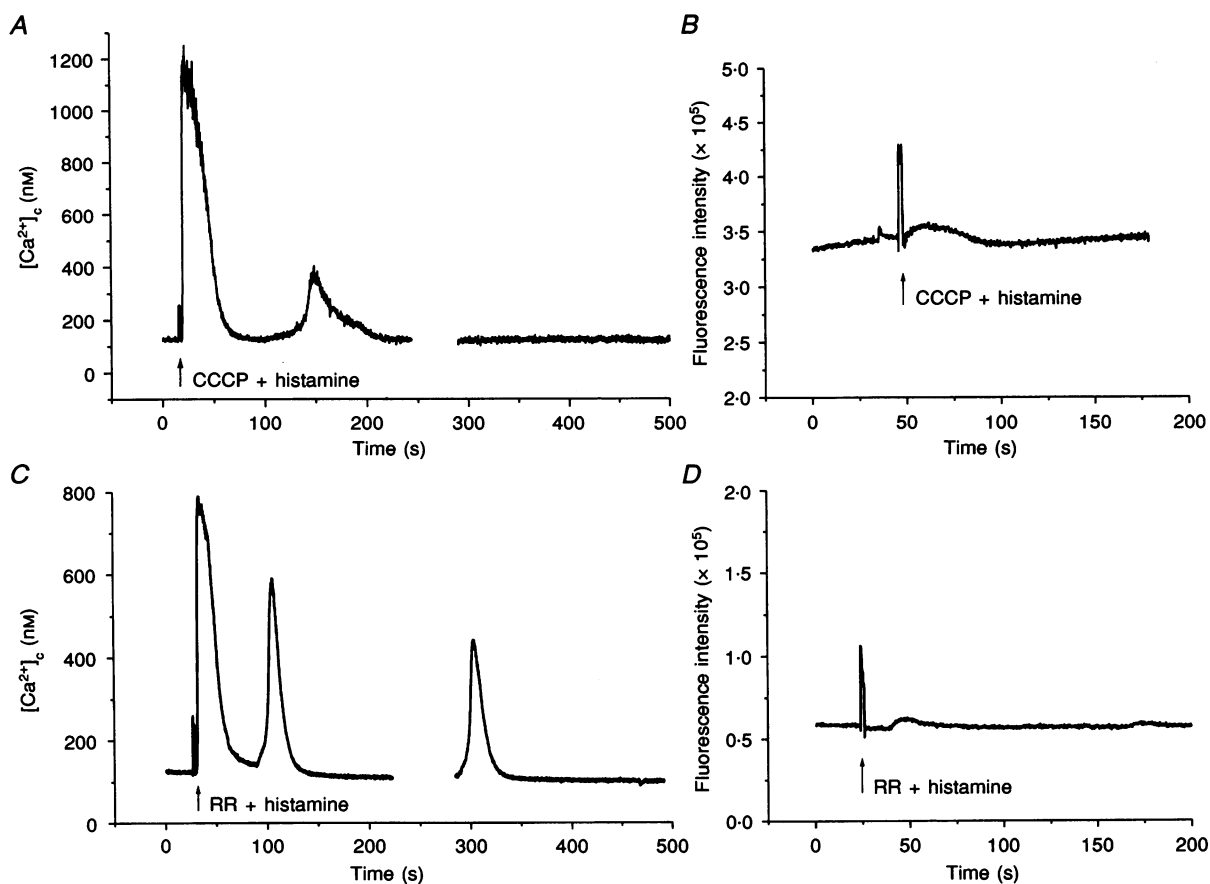 A
1200
1000
800
600
400
200
0
[Ca²⁺]c (nM)
CCCP + histamine
0 100 200 300 400 500
Time (s)
B
5·0
4·5
4·0
3·5
3·0
2·5
2·0
Fluorescence intensity (× 10⁵)
CCCP + histamine
0 50 100 150 200
Time (s)
C
800
600
400
200
0
[Ca²⁺]c (nM)
RR + histamine
0 100 200 300 400 500
Time (s)
D
2·0
1·5
1·0
0·5
0·0
Fluorescence intensity (× 10⁵)
RR + histamine
0 50 100 150 200
Time (s)